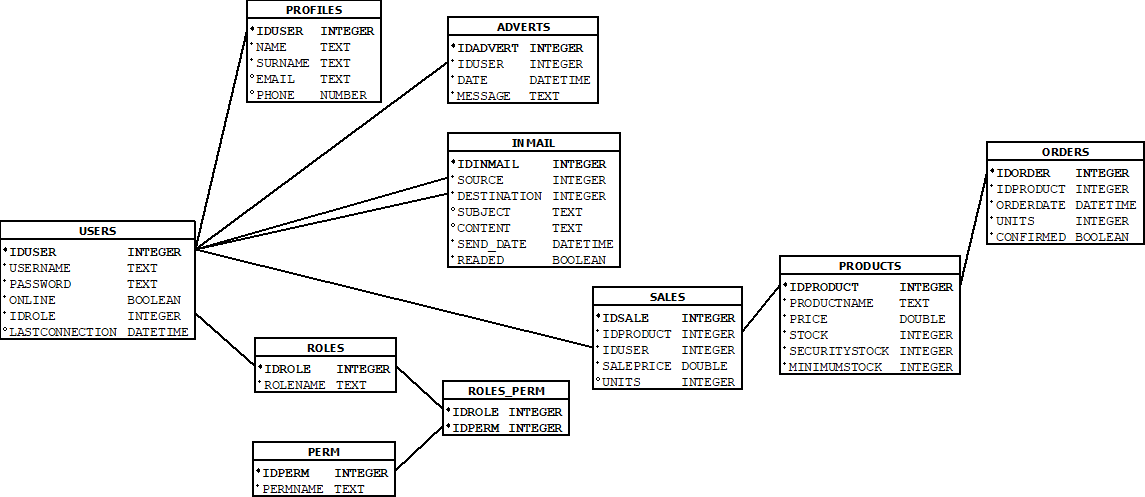 PROFILES
IDUSER INTEGER
NAME TEXT
SURNAME TEXT
EMAIL TEXT
PHONE NUMBER
ADVERTS
IDADVERT INTEGER
IDUSER INTEGER
DATE DATETIME
MESSAGE TEXT
INMAIL
IDINMAIL INTEGER
SOURCE INTEGER
DESTINATION INTEGER
SUBJECT TEXT
CONTENT TEXT
SEND_DATE DATETIME
READED BOOLEAN
ORDERS
IDORDER INTEGER
IDPRODUCT INTEGER
ORDERDATE DATETIME
UNITS INTEGER
CONFIRMED BOOLEAN
USERS
IDUSER INTEGER
USERNAME TEXT
PASSWORD TEXT
ONLINE BOOLEAN
IDROLE INTEGER
LASTCONNECTION DATETIME
PRODUCTS
IDPRODUCT INTEGER
PRODUCTNAME TEXT
PRICE DOUBLE
STOCK INTEGER
SECURITYSTOCK INTEGER
MINIMUMSTOCK INTEGER
SALES
IDSALE INTEGER
IDPRODUCT INTEGER
IDUSER INTEGER
SALEPRICE DOUBLE
UNITS INTEGER
ROLES
IDROLE INTEGER
ROLENAME TEXT
ROLES_PERM
IDROLE INTEGER
IDPERM INTEGER
PERM
IDPERM INTEGER
PERMNAME TEXT